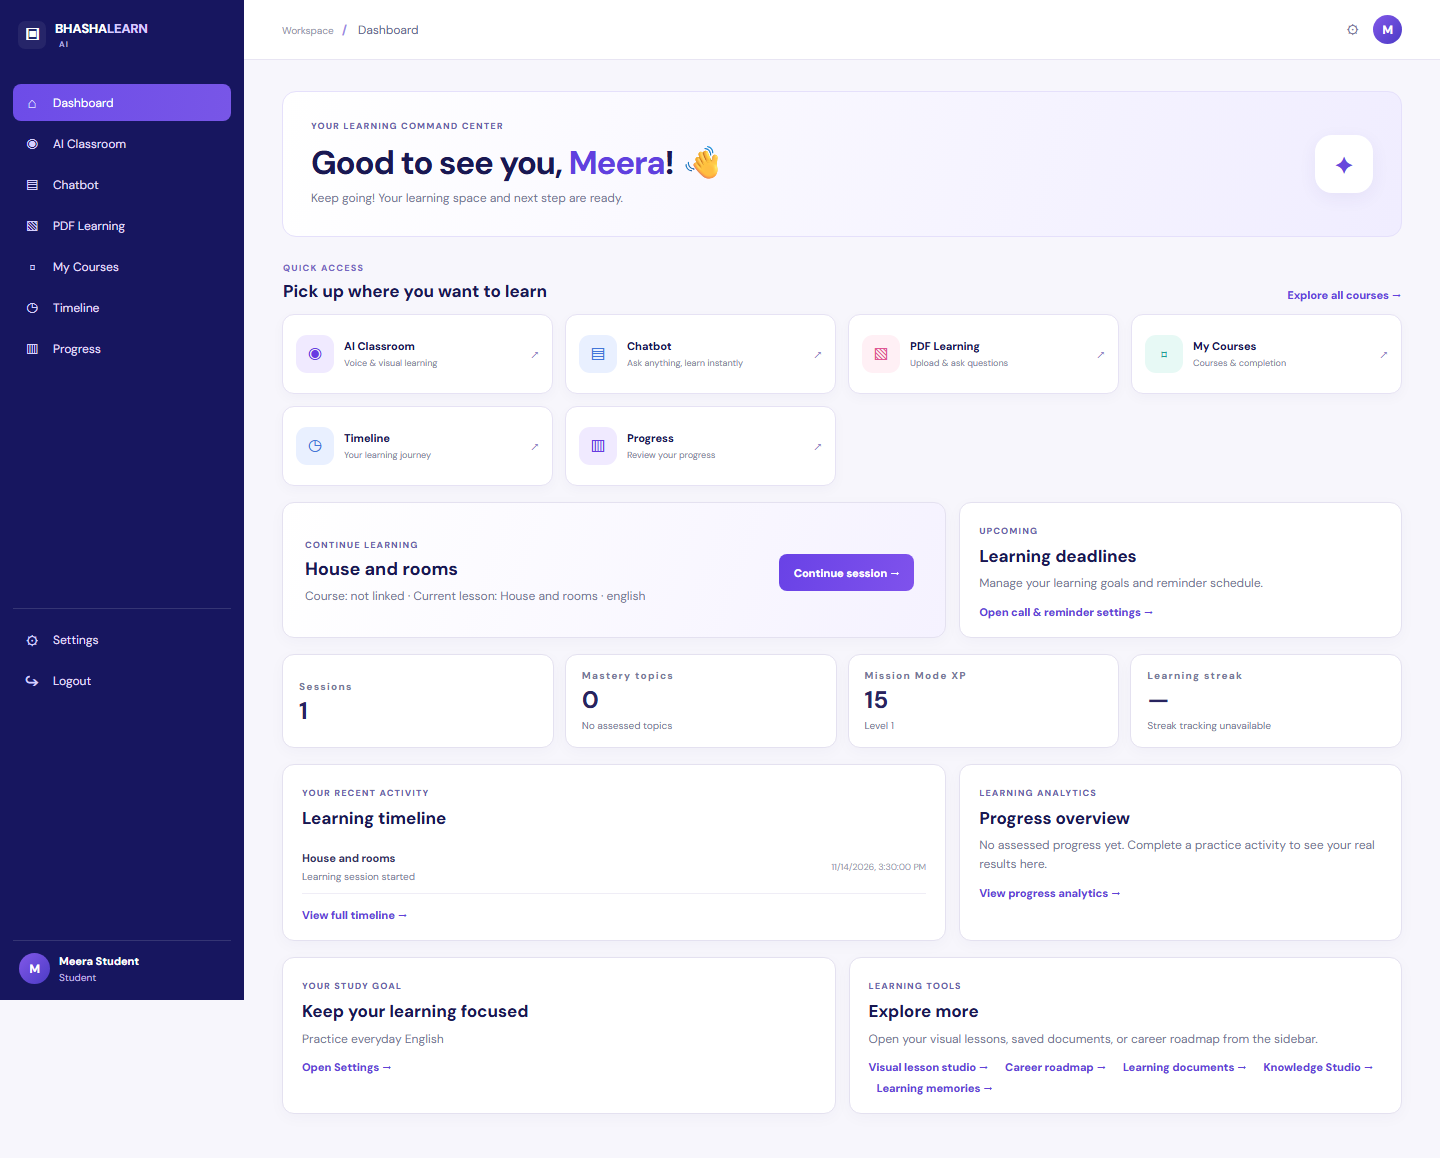 BHASHALEARN
AI
Dashboard
AI Classroom
Chatbot
PDF Learning
My Courses
Timeline
Progress
Settings
Logout
M
Meera Student
Student
Workspace / Dashboard
M
YOUR LEARNING COMMAND CENTER
Good to see you, Meera! 👋
Keep going! Your learning space and next step are ready.
QUICK ACCESS
Pick up where you want to learn
Explore all courses →
AI Classroom
Voice & visual learning
↗
Chatbot
Ask anything, learn instantly
↗
PDF Learning
Upload & ask questions
↗
My Courses
Courses & completion
↗
Timeline
Your learning journey
↗
Progress
Review your progress
↗
CONTINUE LEARNING
House and rooms
Course: not linked · Current lesson: House and rooms · english
Continue session →
UPCOMING
Learning deadlines
Manage your learning goals and reminder schedule.
Open call & reminder settings →
Sessions
1
Mastery topics
0
No assessed topics
Mission Mode XP
15
Level 1
Learning streak
—
Streak tracking unavailable
YOUR RECENT ACTIVITY
Learning timeline
House and rooms
Learning session started
11/14/2026, 3:30:00 PM
View full timeline →
LEARNING ANALYTICS
Progress overview
No assessed progress yet. Complete a practice activity to see your real
results here.
View progress analytics →
YOUR STUDY GOAL
Keep your learning focused
Practice everyday English
Open Settings →
LEARNING TOOLS
Explore more
Open your visual lessons, saved documents, or career roadmap from the sidebar.
Visual lesson studio → Career roadmap → Learning documents → Knowledge Studio →
Learning memories →